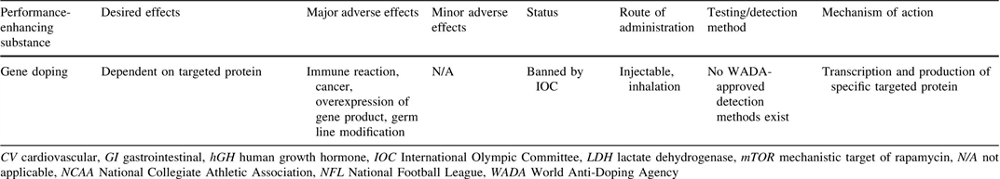 Performance- Desired effects Major adverse effects Minor adverse Status Route of Testing/detection Mechanism of action
enhancing effects administration method
substance
Gene doping Dependent on targeted protein Immune reaction, N/A Banned by Injectable, No WADA- Transcription and production of
cancer, IOC inhalation approved specific targeted protein
overexpression of detection
gene product, germ methods exist
line modification
CV cardiovascular, GI gastrointestinal, hGH human growth hormone, IOC International Olympic Committee, LDH lactate dehydrogenase, mTOR mechanistic target of rapamycin, N/A not
applicable, NCAA National Collegiate Athletic Association, NFL National Football League, WADA World Anti-Doping Agency